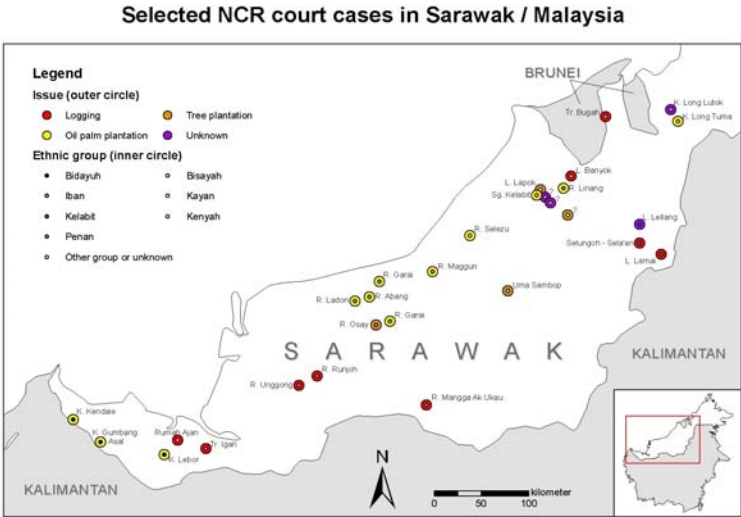 Selected NCR court cases in Sarawak / Malaysia
Legend
Issue (outer circle)
Logging
Tree plantation
Oil palm plantation
Unknown
Ethnic group (inner circle)
Bidayuh
Bisayah
Iban
Kayan
Kelabit
Kenyah
Penan
Other group or unknown
BRUNEI
Tr. Bugah
K. Long Lutok
K. Long Tuma
L. Banyok
L. Lapok
?
R. Linang
Sg. Kelabit
?
?
L. Leilang
R. Selezu
Selungoh - Sela'an
L. Lamai
R. Maggun
R. Garai
Uma Sambop
R. Ladon
R. Abang
R. Osay
R. Garai
SARAWAK
KALIMANTAN
R. Runjoh
R. Unggong
R. Mangga Ak Ukau
K. Kendaie
K. Gumbang
Asal
Rumah Ajan
Tr. Igan
K. Lebor
KALIMANTAN
N
kilometer
0 50 100